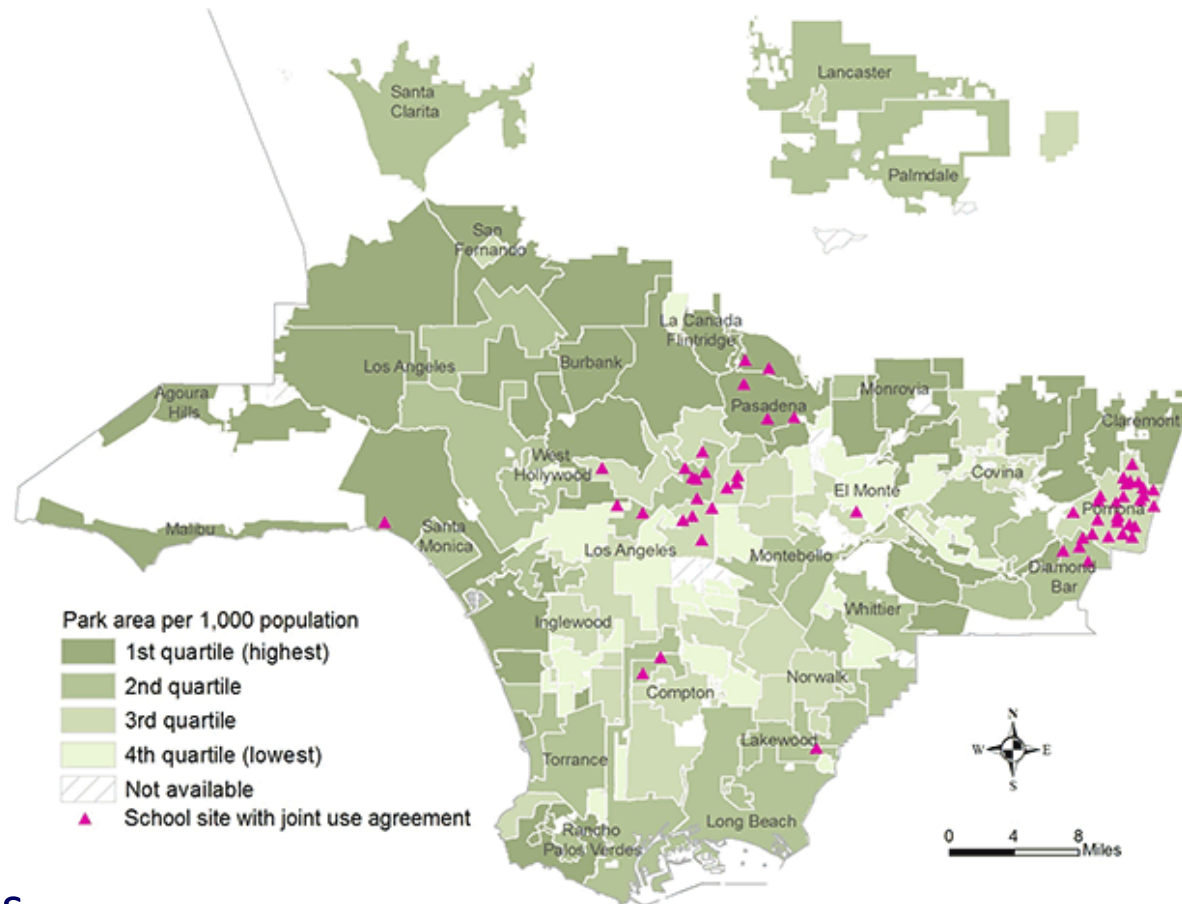 Santa
Clarita
Lancaster
Palmdale
San
Fernando
La Canada
Flintridge
Los Angeles
Burbank
Agoura
Hills
Monrovia
Pasadena
Claremont
West
Hollywood
Covina
El Monte
Pomona
Malibu
Santa
Monica
Los Angeles
Montebello
Diamond
Bar
Whittier
Inglewood
Compton
Norwalk
Lakewood
Torrance
Long Beach
Rancho
Palos Verdes
Park area per 1,000 population
1st quartile (highest)
2nd quartile
3rd quartile
4th quartile (lowest)
Not available
School site with joint use agreement
N
W E
S
0 4 8
Miles
S